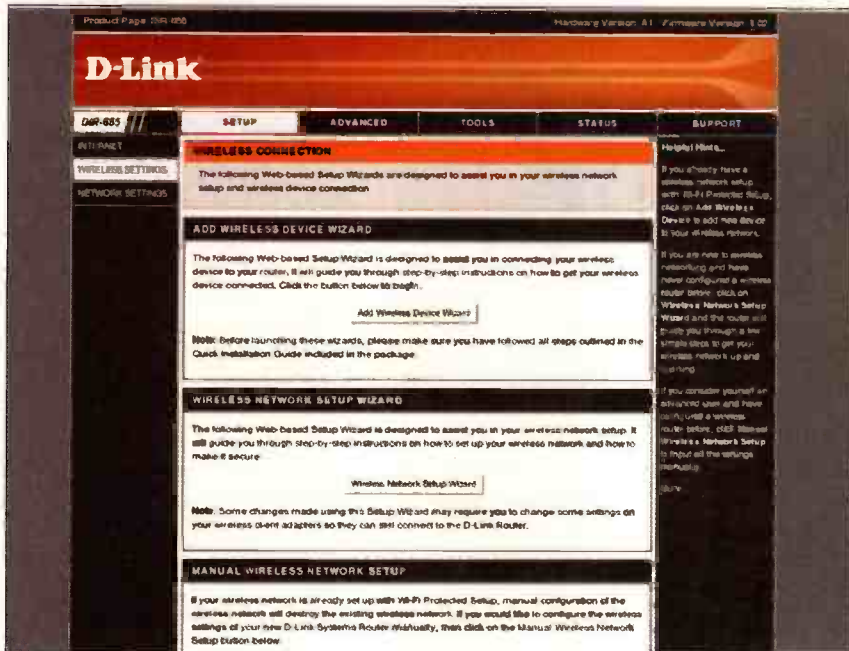 Product Page: DIR-685
Hardware Version: A1 Firmware Version: 1.00
D-Link
DIR-685
SETUP
ADVANCED
TOOLS
STATUS
SUPPORT
INTERNET
WIRELESS SETTINGS
NETWORK SETTINGS
WIRELESS CONNECTION
The following Web-based Setup Wizards are designed to assist you in your wireless network
setup and wireless device connection
ADD WIRELESS DEVICE WIZARD
The following Web-based Setup Wizard is designed to assist you in connecting your wireless
device to your router. It will guide you through step-by-step instructions on how to get your wireless
device connected. Click the button below to begin.
Add Wireless Device Wizard
Note: Before launching these wizards, please make sure you have followed all steps outlined in the
Quick Installation Guide included in the package.
WIRELESS NETWORK SETUP WIZARD
The following Web-based Setup Wizard is designed to assist you in your wireless network setup. It
will guide you through step-by-step instructions on how to set up your wireless network and how to
make it secure.
Wireless Network Setup Wizard
Note: Some changes made using this Setup Wizard may require you to change some settings on
your wireless client adapters so they can still connect to the D-Link Router.
MANUAL WIRELESS NETWORK SETUP
If your wireless network is already set up with Wi-Fi Protected Setup, manual configuration of the
wireless network will destroy the existing wireless network. If you would like to configure the wireless
settings of your new D-Link Systems Router manually, then click on the Manual Wireless Network
Setup button below.
Helpful Hints...
If you already have a
wireless network setup
with Wi-Fi Protected Setup,
click on Add Wireless
Device to add new device
to your wireless network.
If you are new to wireless
networking and have
never configured a wireless
router before, click on
Wireless Network Setup
Wizard and the router will
guide you through a few
simple steps to get your
wireless network up and
running.
If you consider yourself an
advanced user and have
configured a wireless
router before, click Manual
Wireless Network Setup
to input all the settings
manually.
More...